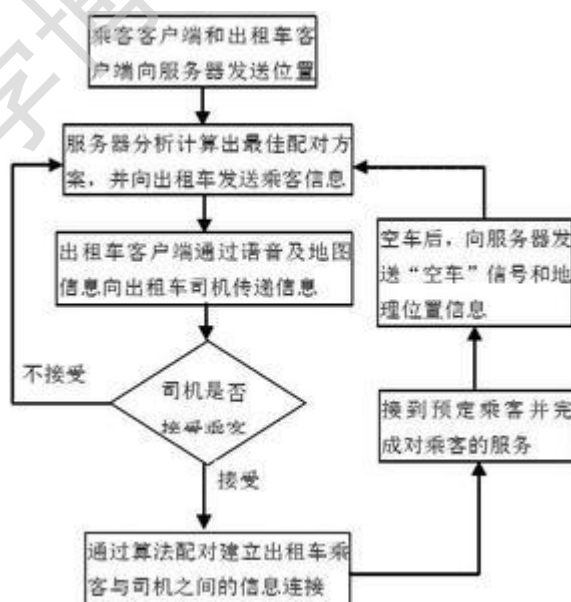 乘客客户端和出租车客
户端向服务器发送位置
服务器分析计算出最佳配对方
案，并向出租车发送乘客信息
出租车客户端通过语音及地图
信息向出租车司机传递信息
不接受
司机是否
接受乘客
接受
通过算法配对建立出租车乘
客与司机之间的信息连接
接到预定乘客并完
成对乘客的服务
空车后，向服务器发
送“空车”信号和地
理位置信息